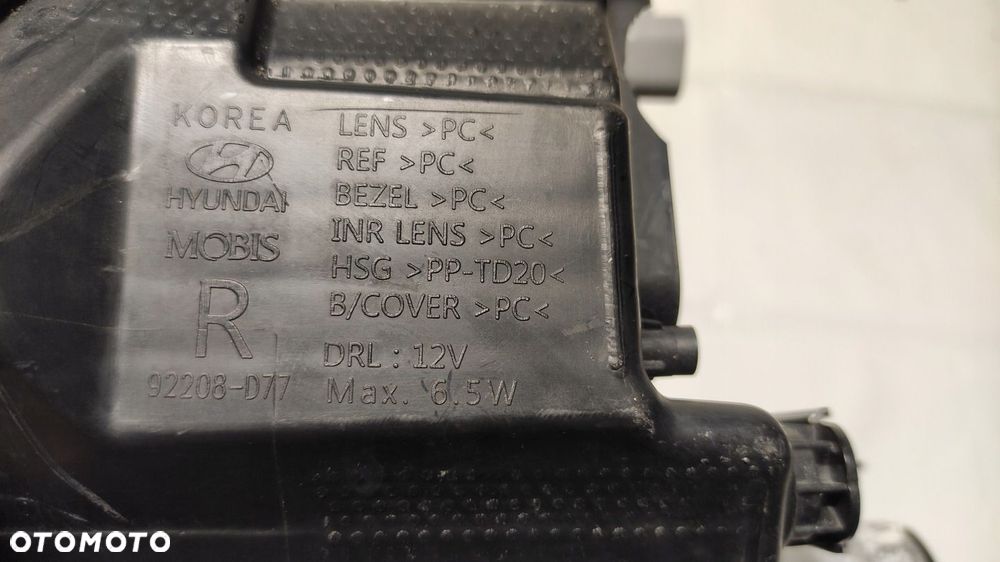 KOREA
HYUNDAI
MOBIS
R
92208-D77
LENS >PC<
REF >PC<
BEZEL >PC<
INR LENS >PC<
HSG >PP-TD20<
B/COVER >PC<
DRL : 12V
Max. 6.5W
OTOMOTO